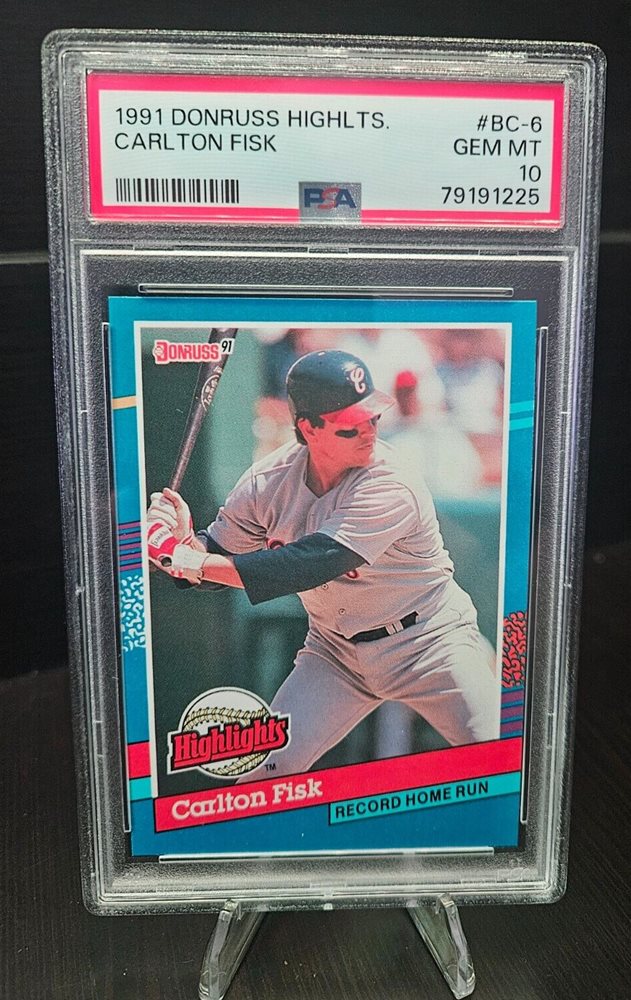 1991 DONRUSS HIGHLTS.
CARLTON FISK
#BC-6
GEM MT
10
79191225
PSA
DONRUSS 91
C
Highlights
TM
Carlton Fisk
RECORD HOME RUN